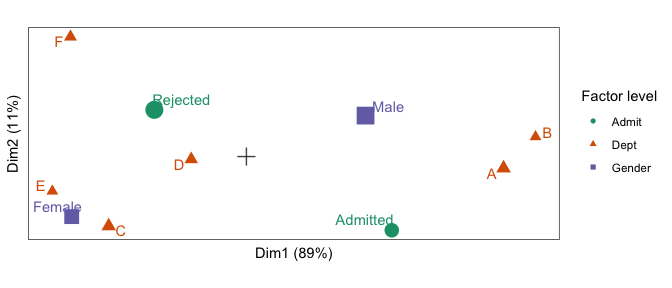 F
Rejected
Male
B
D
A
E
Female
C
Admitted
Dim2 (11%)
Dim1 (89%)
Factor level
Admit
Dept
Gender